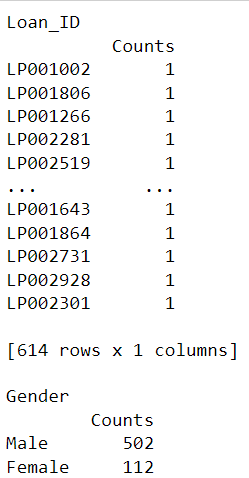 Loan_ID
Counts
LP001002 1
LP001806 1
LP001266 1
LP002281 1
LP002519 1
... ...
LP001643 1
LP001864 1
LP002731 1
LP002928 1
LP002301 1
[614 rows x 1 columns]
Gender
Counts
Male 502
Female 112